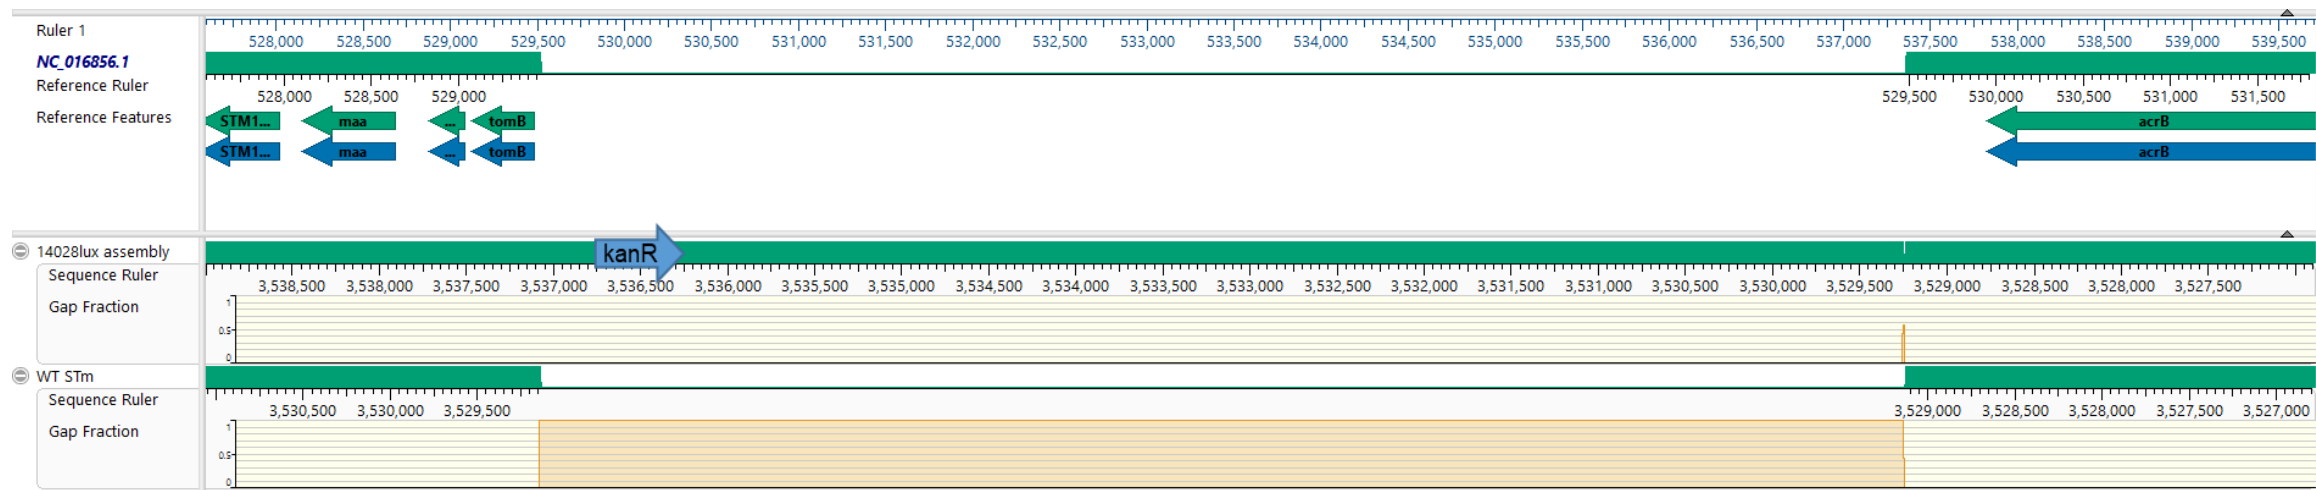 Ruler 1
528,000 528,500 529,000 529,500 530,000 530,500 531,000 531,500 532,000 532,500 533,000 533,500 534,000 534,500 535,000 535,500 536,000 536,500 537,000 537,500 538,000 538,500 539,000 539,500
NC_016856.1
Reference Ruler
528,000 528,500 529,000 529,500 530,000 530,500 531,000 531,500
Reference Features
STM1... maa ... tomB acrB
STM1... maa ... tomB acrB
14028lux assembly
kanR
Sequence Ruler
3,538,500 3,538,000 3,537,500 3,537,000 3,536,500 3,536,000 3,535,500 3,535,000 3,534,500 3,534,000 3,533,500 3,533,000 3,532,500 3,532,000 3,531,500 3,531,000 3,530,500 3,530,000 3,529,500 3,529,000 3,528,500 3,528,000 3,527,500
Gap Fraction
1
0.5
0
WT STm
Sequence Ruler
3,530,500 3,530,000 3,529,500 3,529,000 3,528,500 3,528,000 3,527,500 3,527,000
Gap Fraction
1
0.5
0